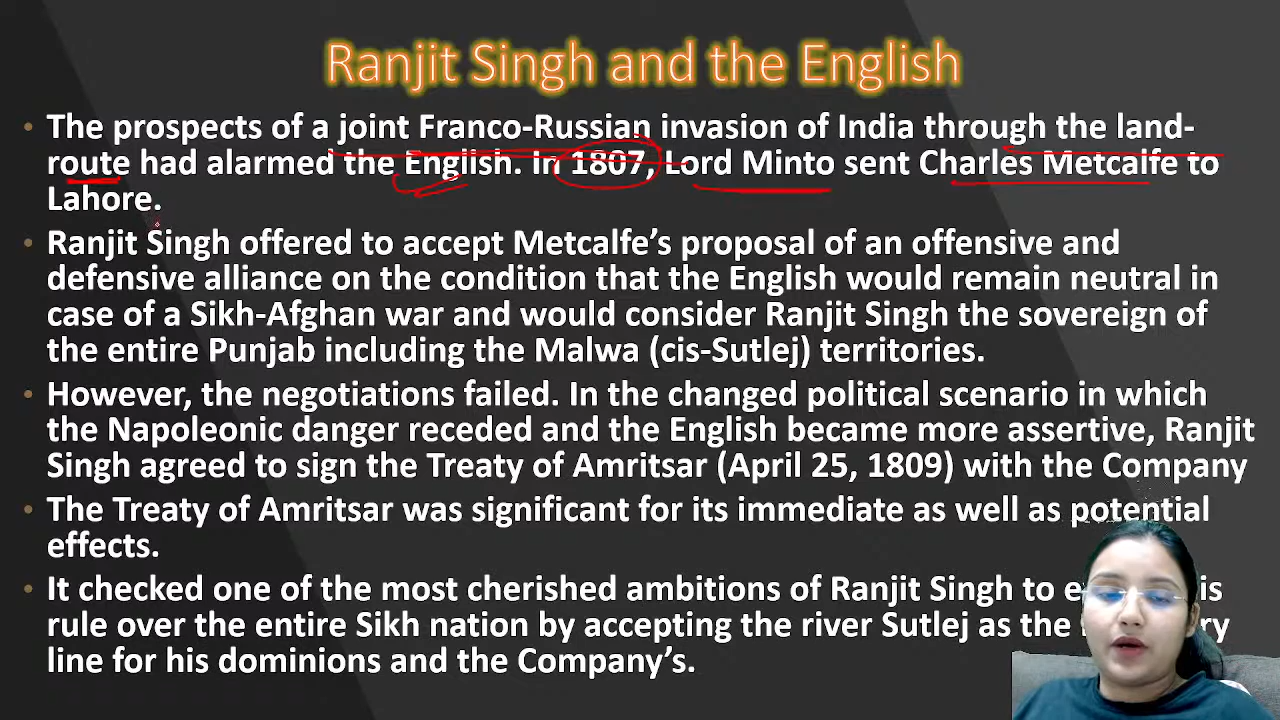 Ranjit Singh and the English
• The prospects of a joint Franco-Russian invasion of India through the land-
route had alarmed the English. In 1807, Lord Minto sent Charles Metcalfe to
Lahore.
• Ranjit Singh offered to accept Metcalfe's proposal of an offensive and
defensive alliance on the condition that the English would remain neutral in
case of a Sikh-Afghan war and would consider Ranjit Singh the sovereign of
the entire Punjab including the Malwa (cis-Sutlej) territories.
• However, the negotiations failed. In the changed political scenario in which
the Napoleonic danger receded and the English became more assertive, Ranjit
Singh agreed to sign the Treaty of Amritsar (April 25, 1809) with the Company
• The Treaty of Amritsar was significant for its immediate as well as potential
effects.
• It checked one of the most cherished ambitions of Ranjit Singh to
rule over the entire Sikh nation by accepting the river Sutlej as the
line for his dominions and the Company's.